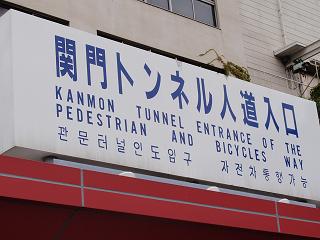 関門トンネル人道入口
KANMON TUNNEL ENTRANCE OF THE
PEDESTRIAN AND BICYCLES WAY
관문터널인도입구 자전차통행가능